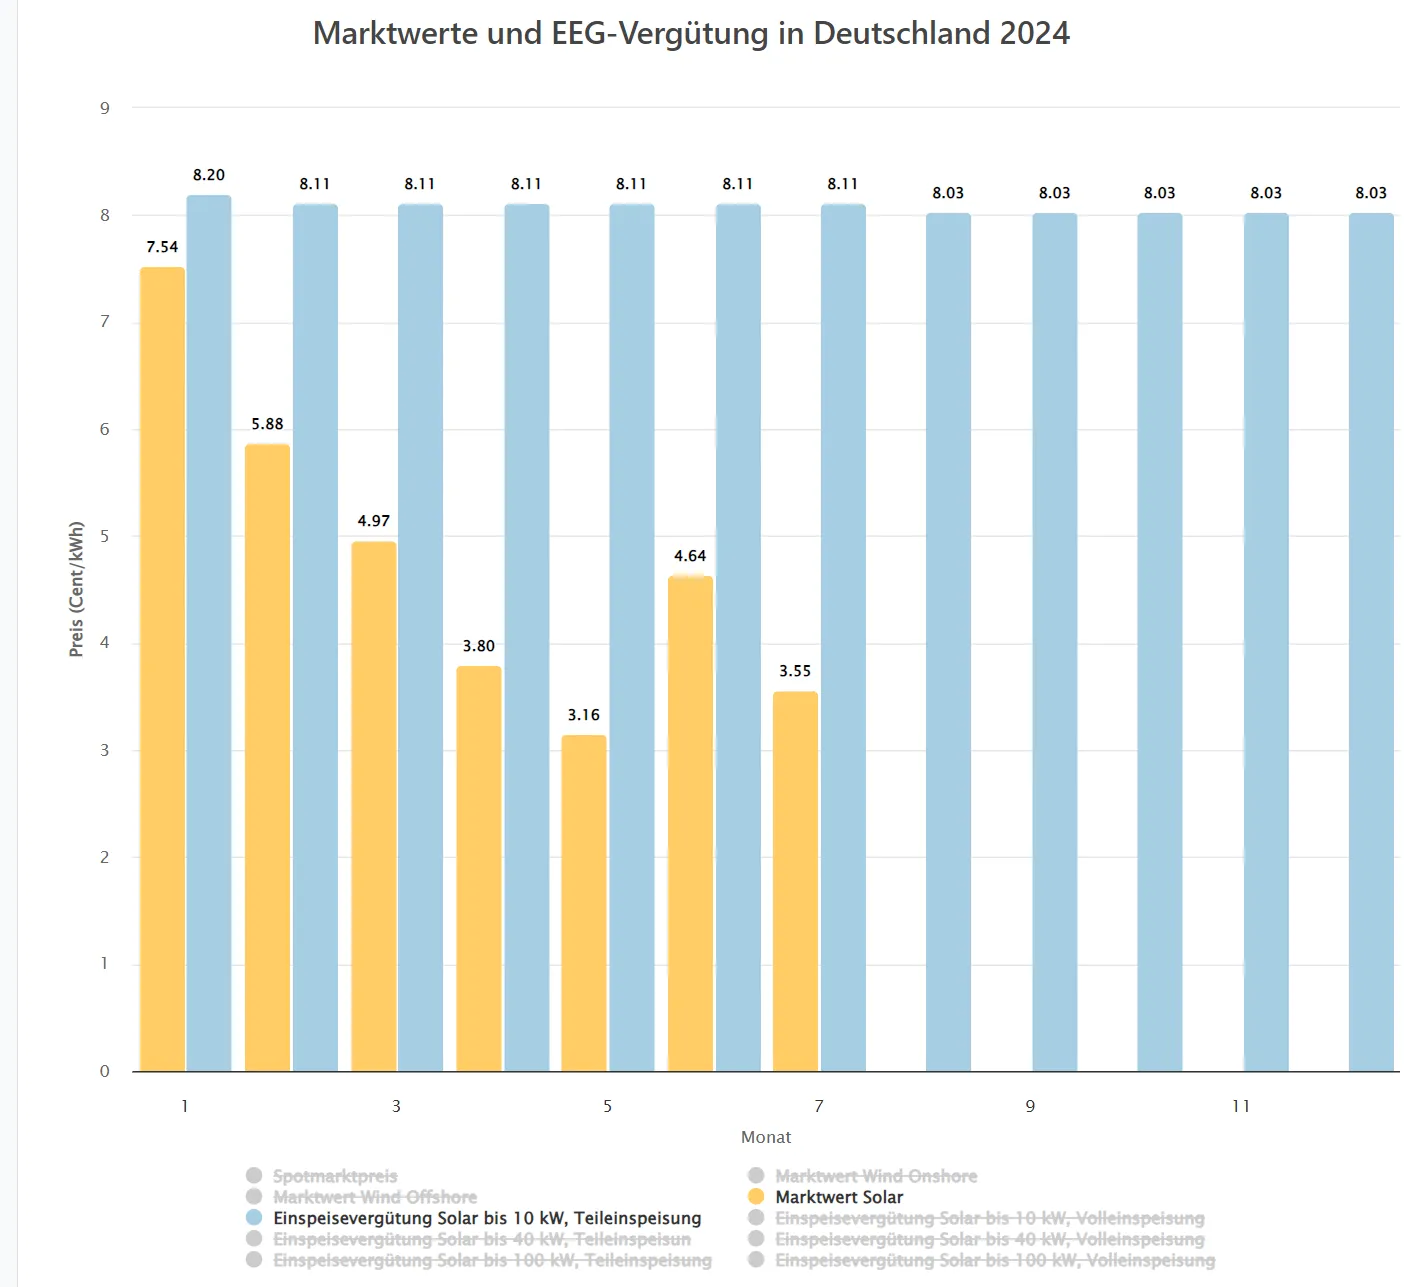 Marktwerte und EEG-Vergütung in Deutschland 2024
9
8.20
8.11
8.11
8.11
8.11
8.11
8.11
8.03
8.03
8.03
8.03
8.03
8
7.54
7
6
5.88
4.97
5
4.64
4
3.80
3.55
3.16
3
2
1
0
Preis (Cent/kWh)
1
3
5
7
9
11
Monat
Spotmarktpreis
Marktwert Wind Onshore
Marktwert Wind Offshore
Marktwert Solar
Einspeisevergütung Solar bis 10 kW, Teileinspeisung
Einspeisevergütung Solar bis 10 kW, Volleinspeisung
Einspeisevergütung Solar bis 40 kW, Teileinspeisun
Einspeisevergütung Solar bis 40 kW, Volleinspeisung
Einspeisevergütung Solar bis 100 kW, Teileinspeisung
Einspeisevergütung Solar bis 100 kW, Volleinspeisung